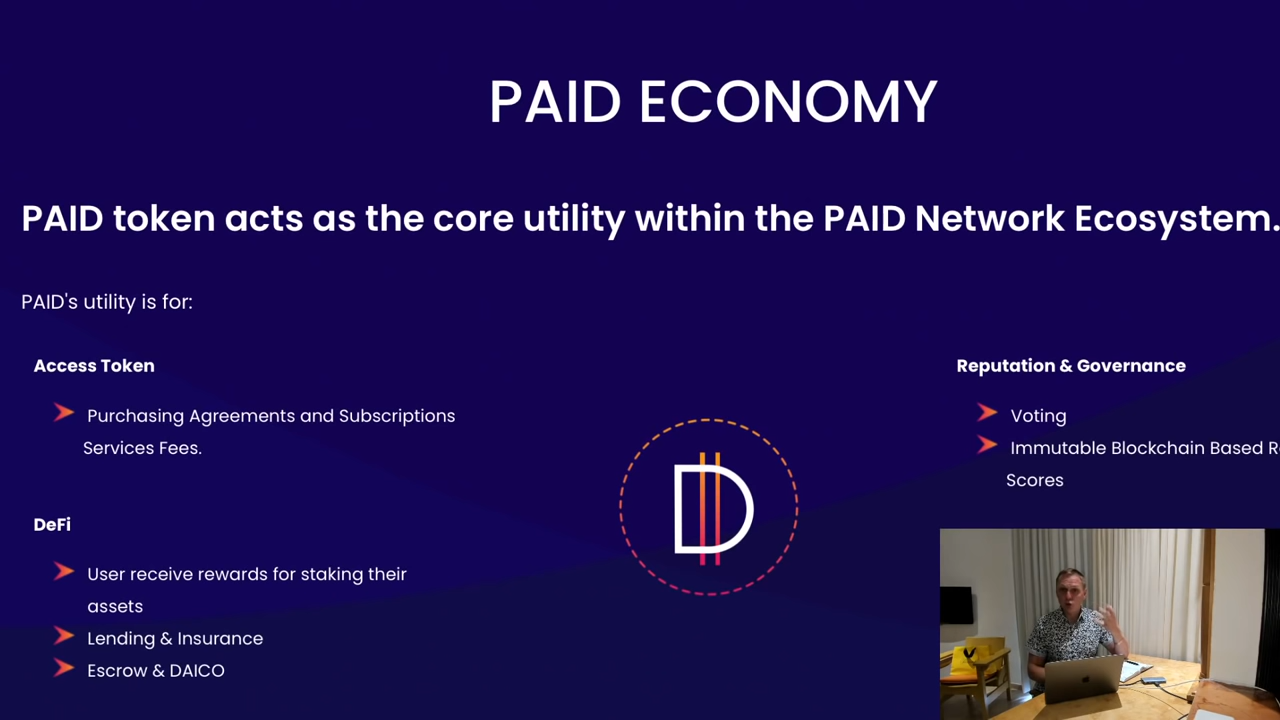 PAID ECONOMY
PAID token acts as the core utility within the PAID Network Ecosystem.
PAID's utility is for:
Access Token
Purchasing Agreements and Subscriptions
Services Fees.
DeFi
User receive rewards for staking their
assets
Lending & Insurance
Escrow & DAICO
Reputation & Governance
Voting
Immutable Blockchain Based
Scores